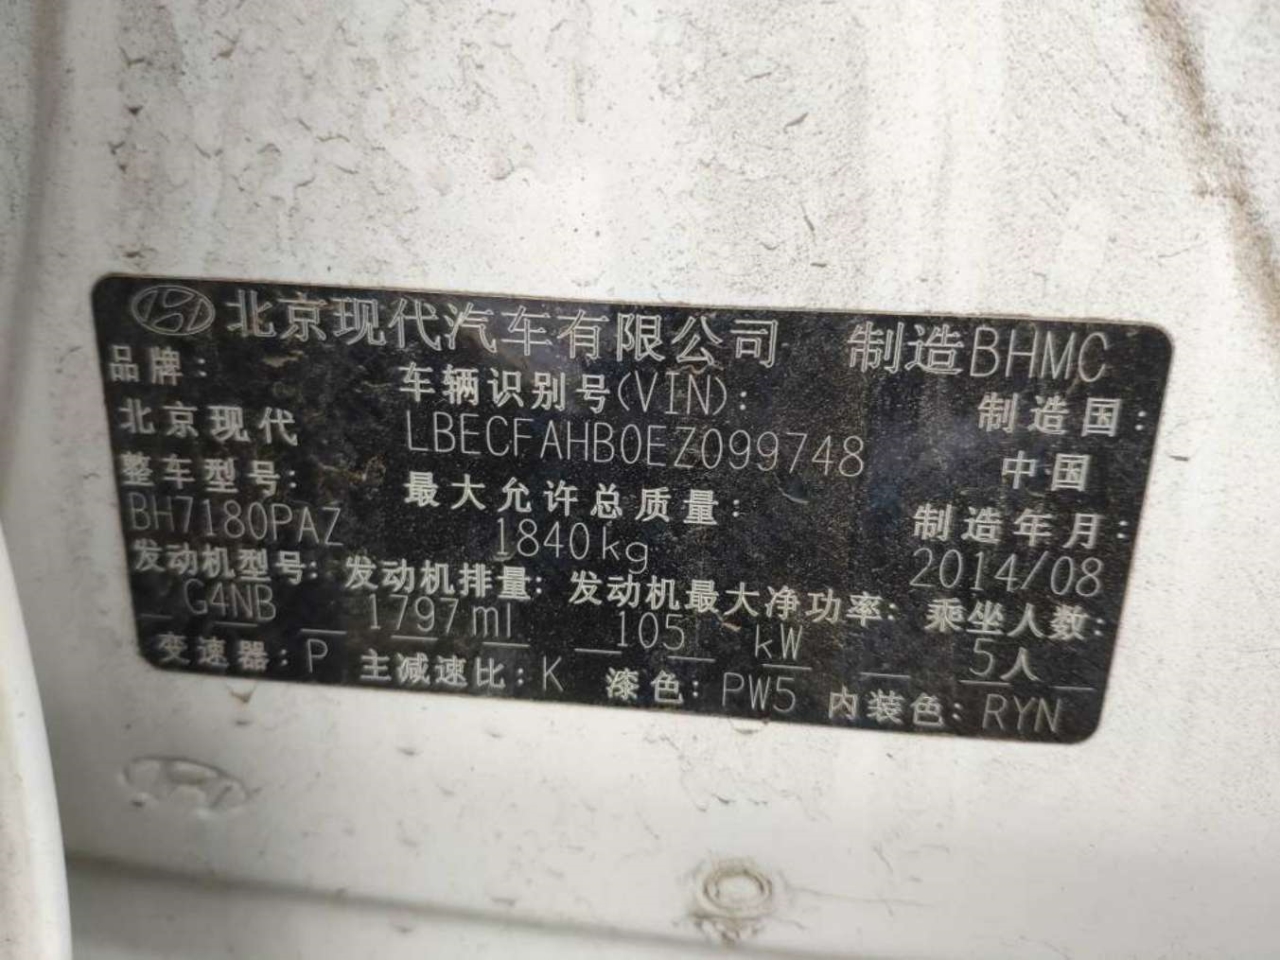 北京现代汽车有限公司 制造BHMC
品牌: 车辆识别号(VIN): 制造国:
北京现代 LBECFAHB0EZ099748 中国
整车型号: 最大允许总质量: 制造年月:
BH7180PAZ 1840kg 2014/08
发动机型号: 发动机排量: 发动机最大净功率: 乘坐人数:
G4NB 1797ml 105 kW 5人
变速器: P 主减速比: K 漆色: PW5 内装色: RYN